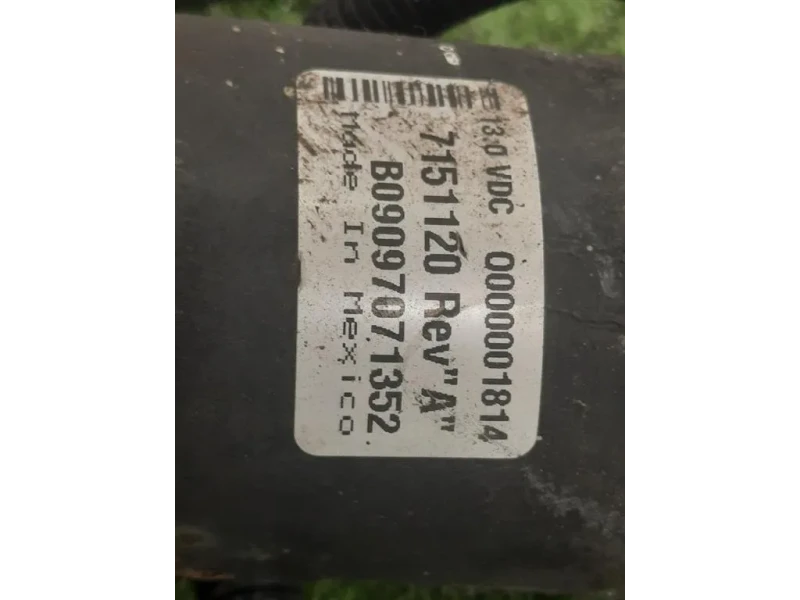 13.0 VDC 0000001814
7151120 Rev"A"
B09097071352
Made In Mexico